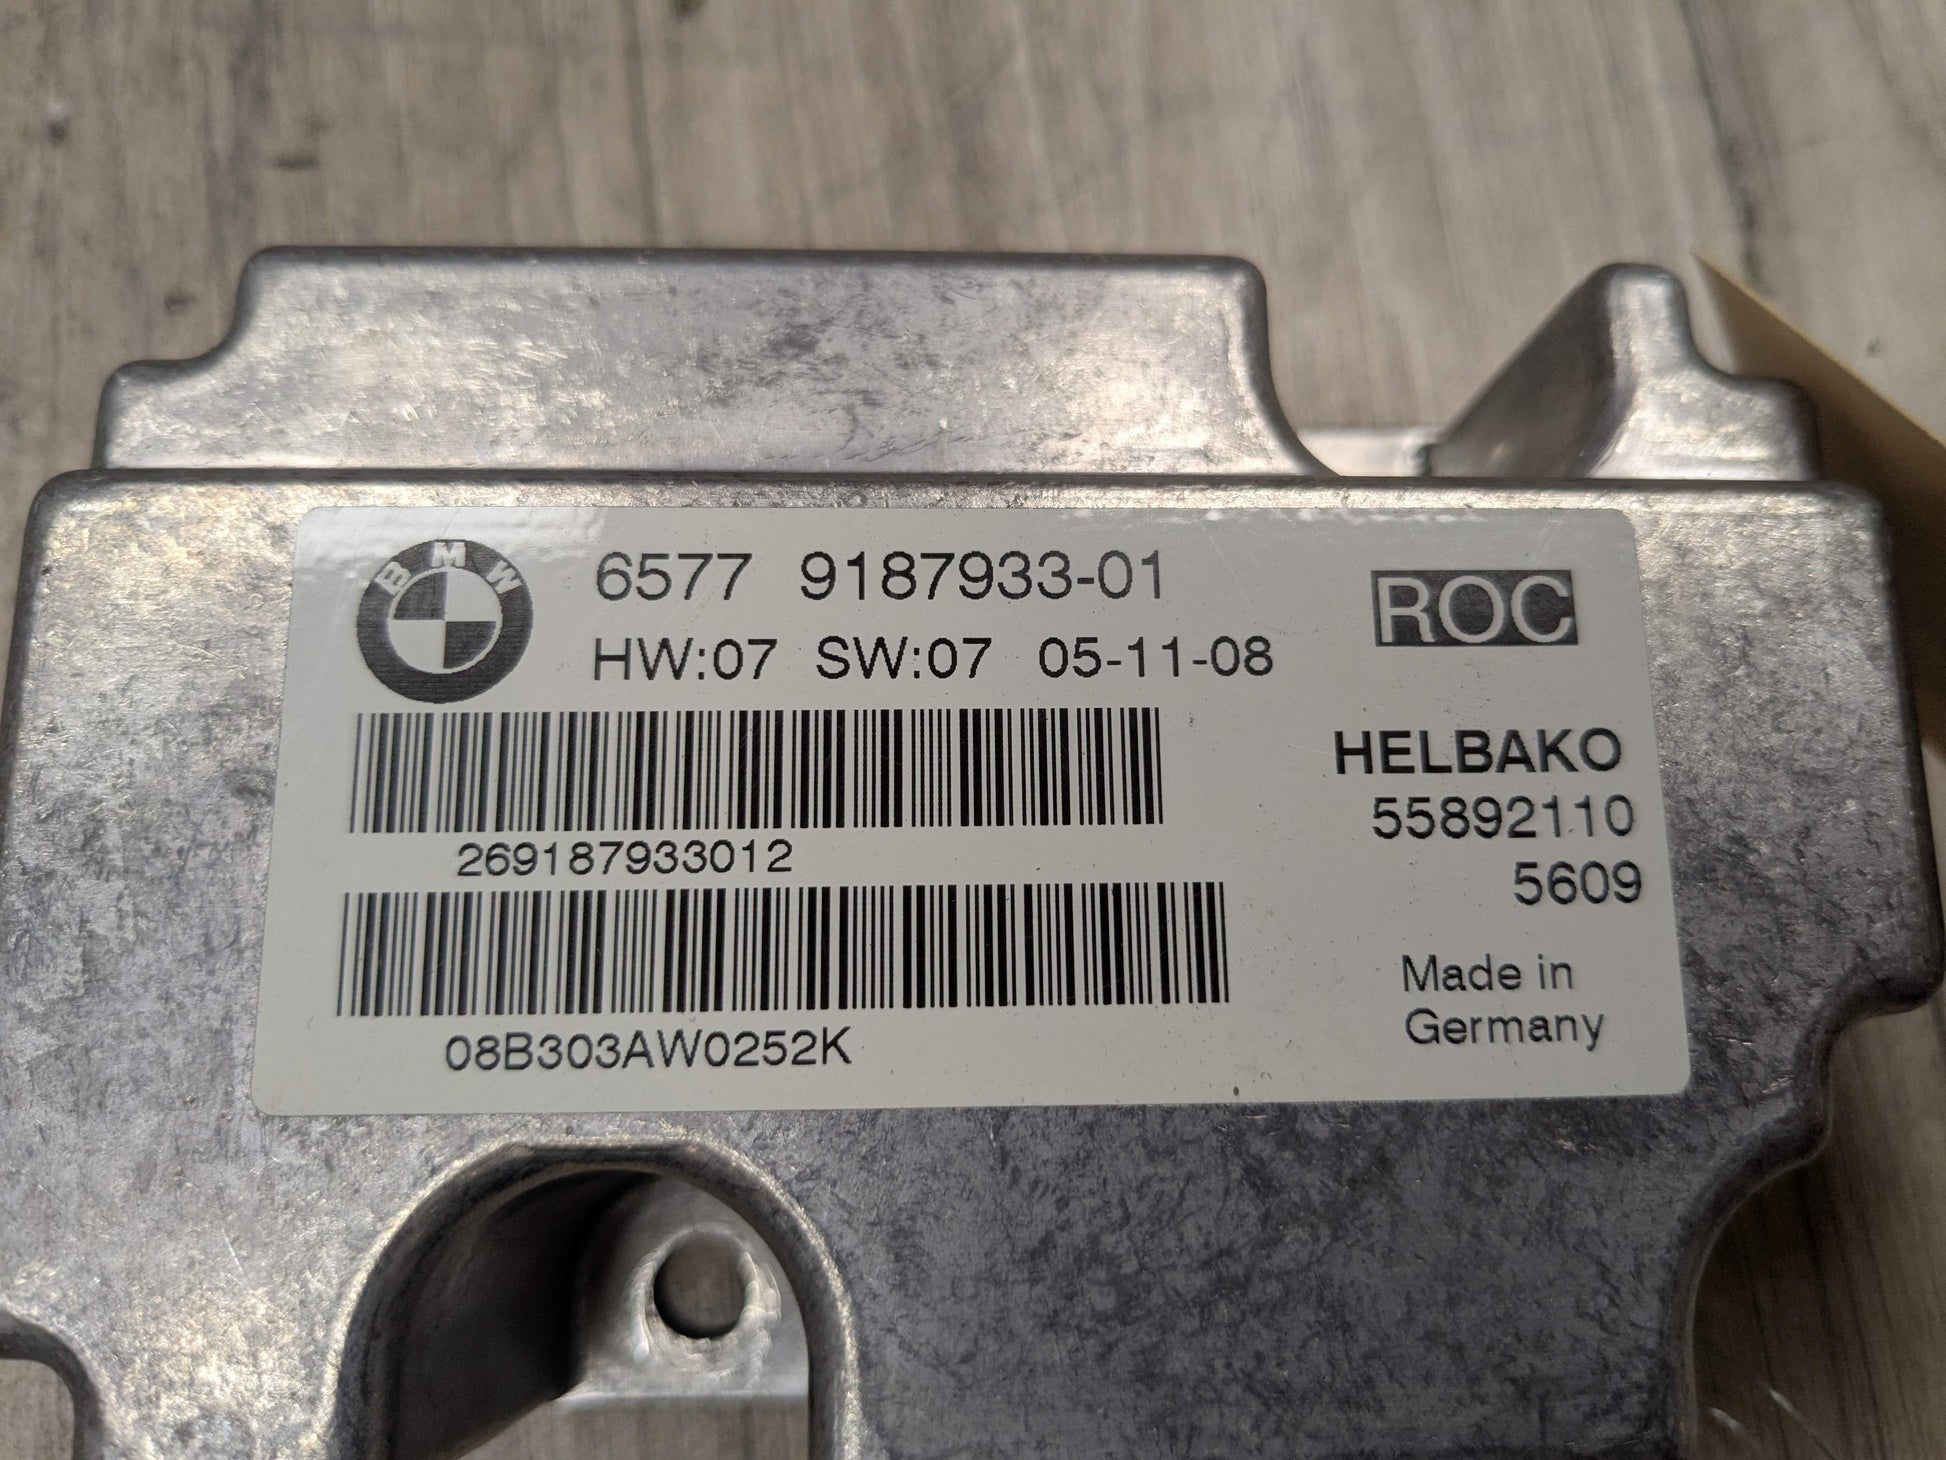 BMW
6577 9187933-01
HW:07 SW:07 05-11-08
ROC
269187933012
08B303AW0252K
HELBAKO
55892110
5609
Made in
Germany